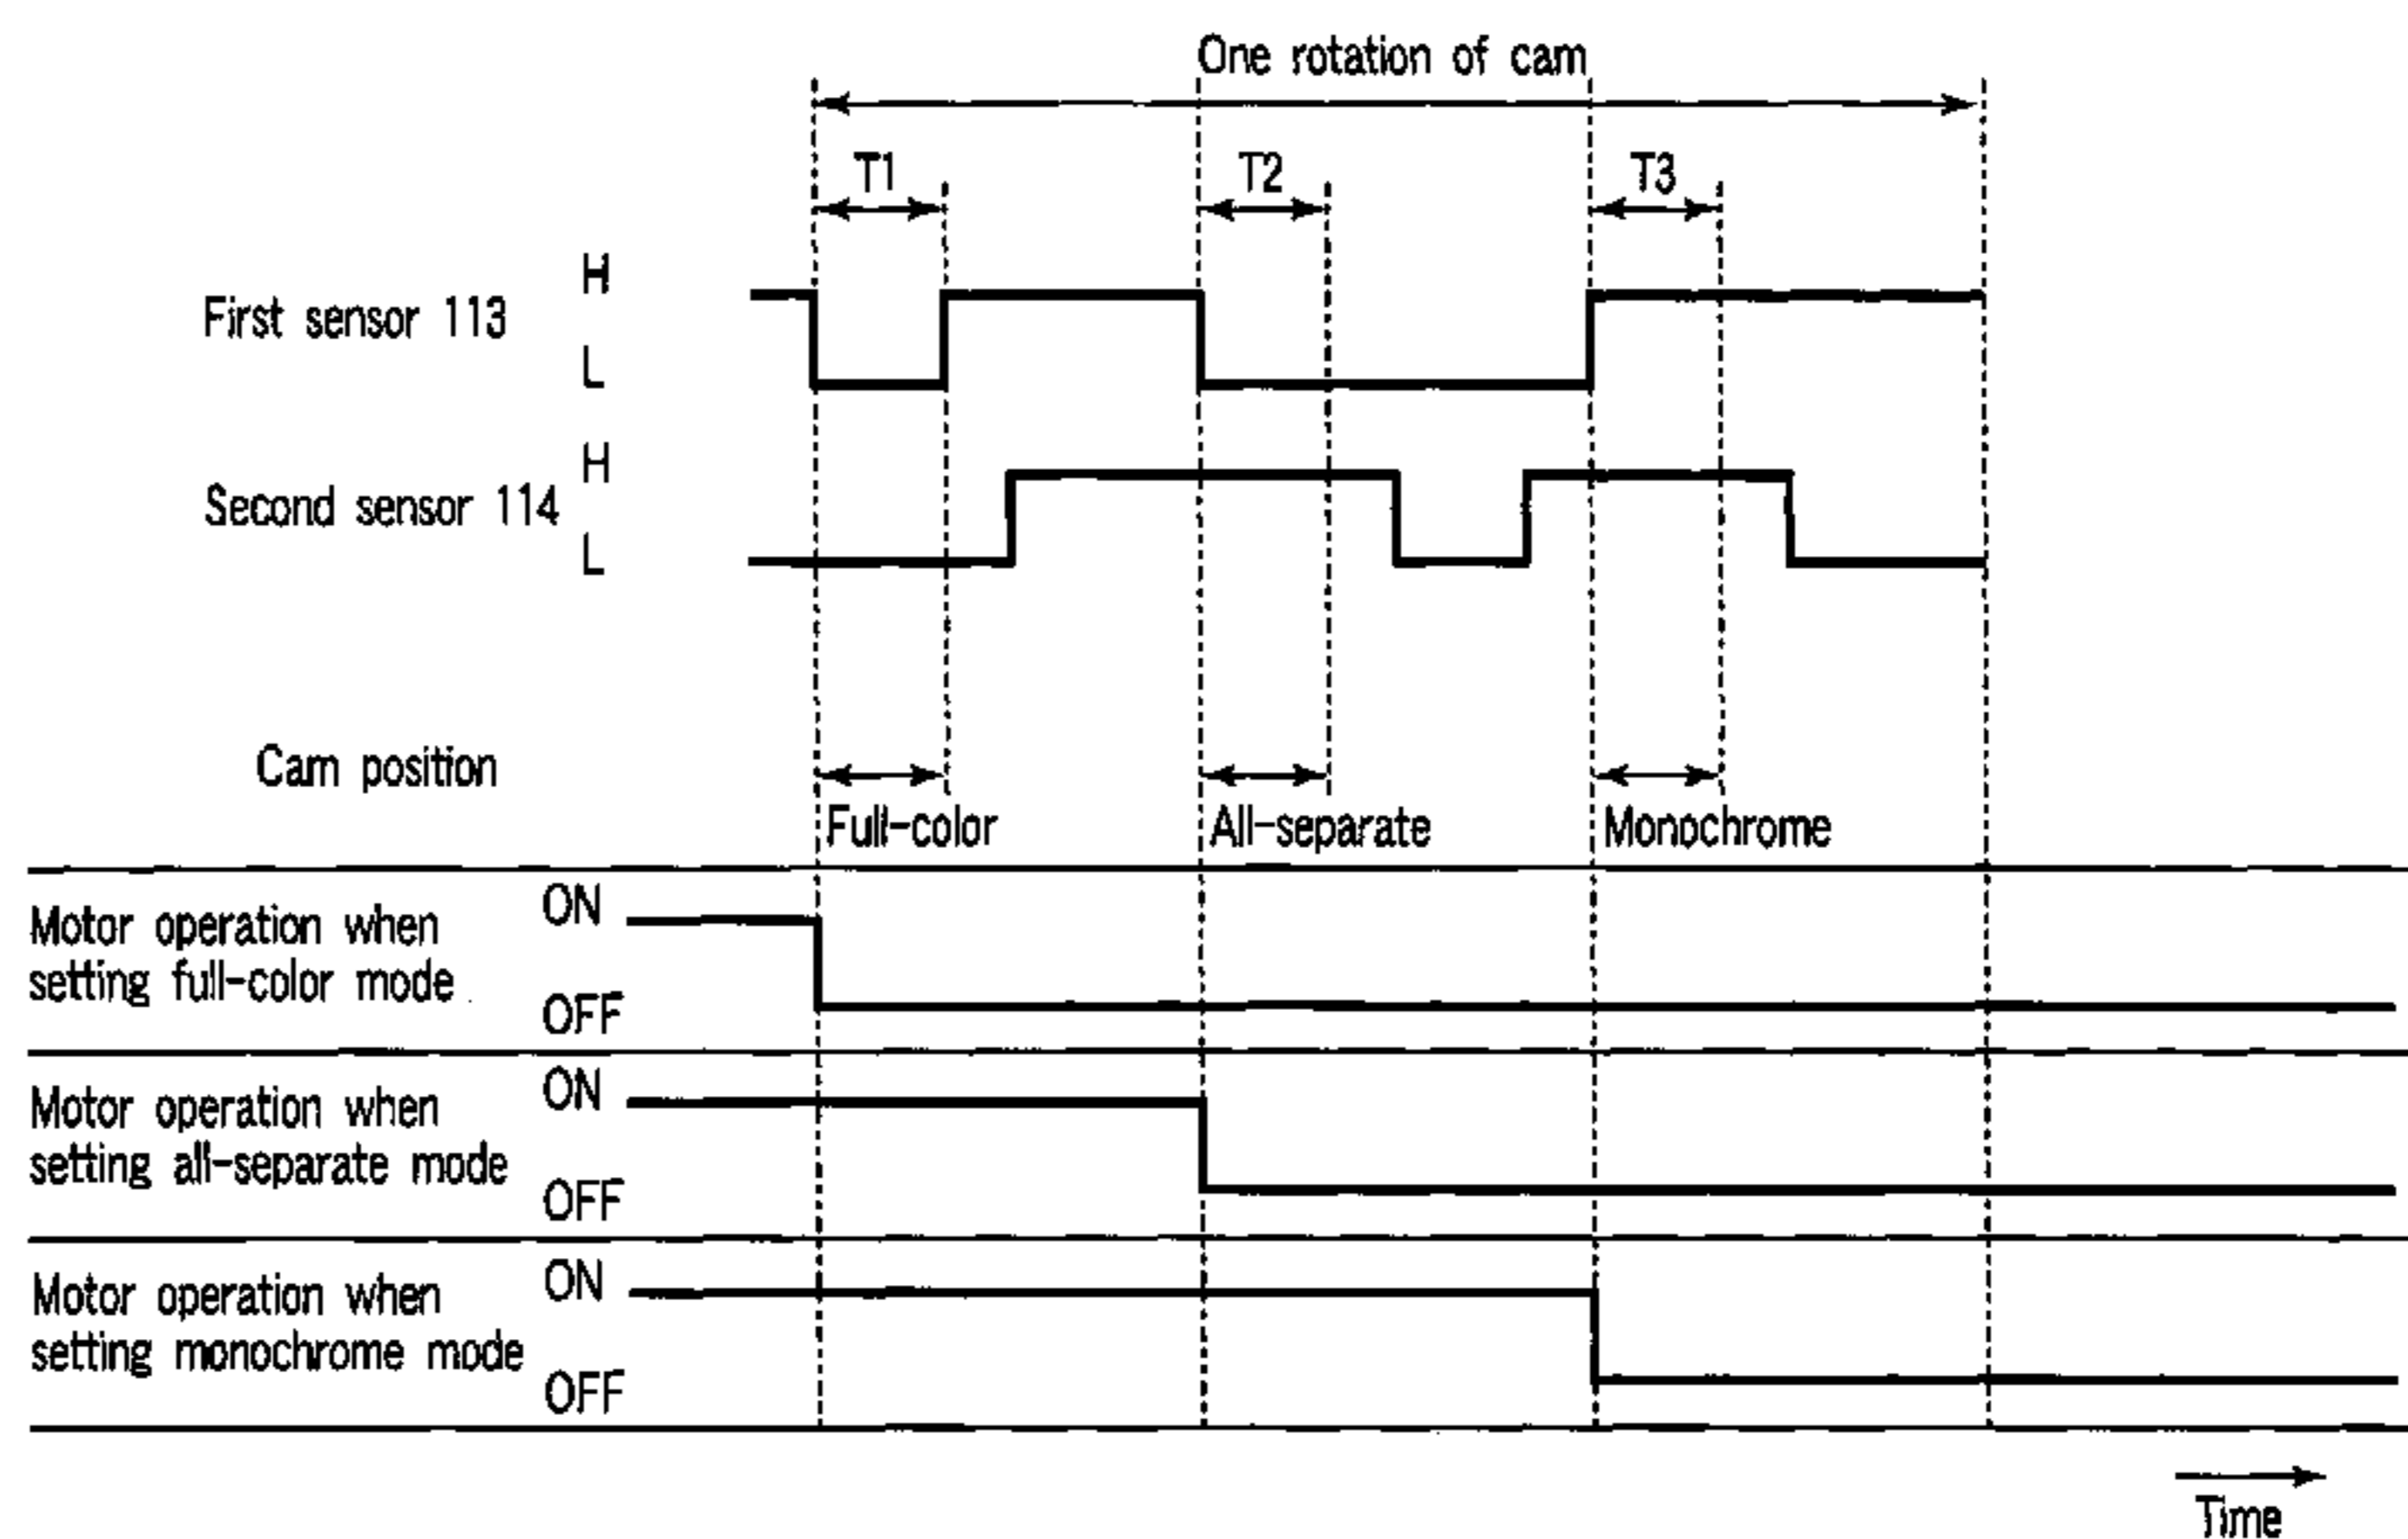 One rotation of cam
T1
T2
T3
First sensor 113
H
L
Second sensor 114
H
L
Cam position
Full-color
All-separate
Monochrome
Motor operation when
setting full-color mode
ON
OFF
Motor operation when
setting all-separate mode
ON
OFF
Motor operation when
setting monochrome mode
ON
OFF
Time